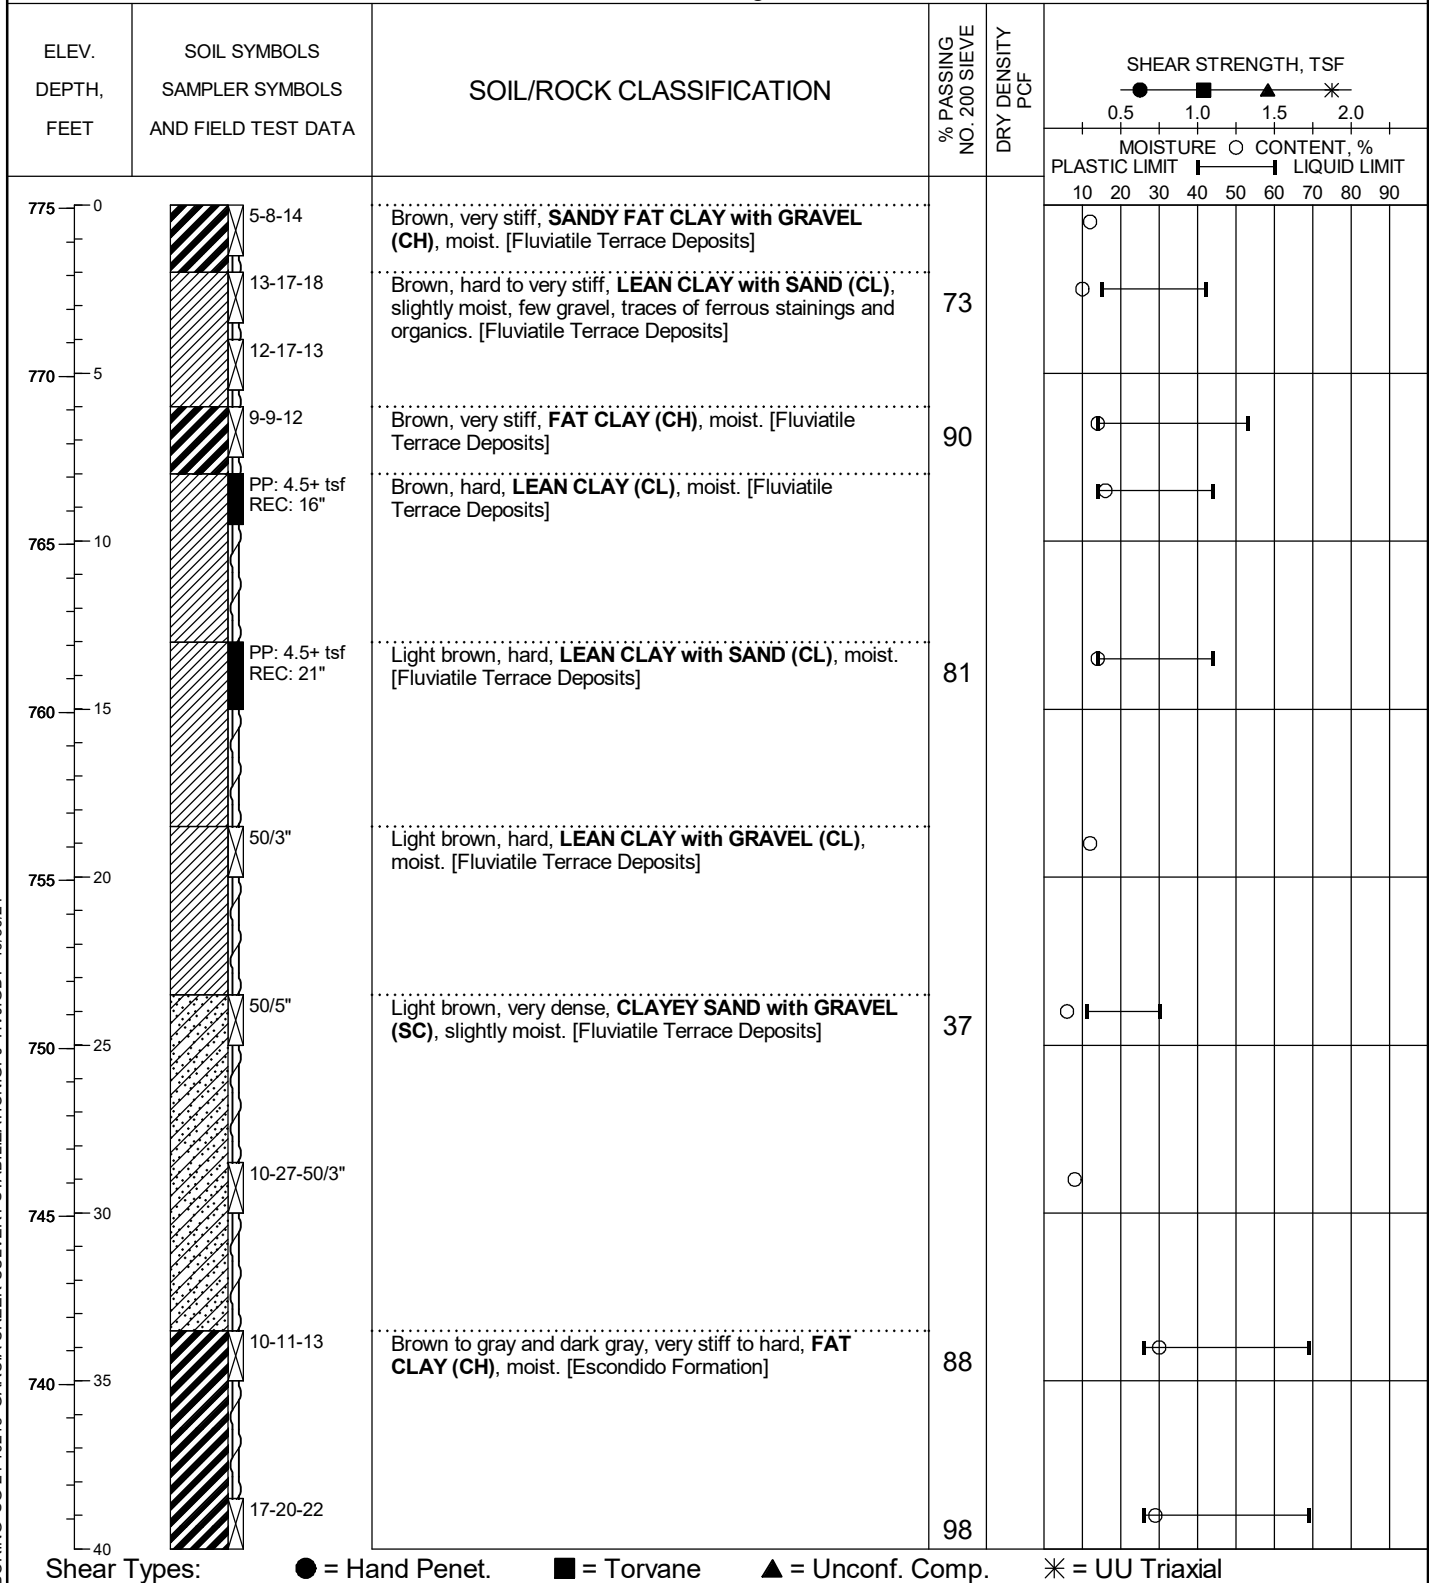 ELEV.
DEPTH,
FEET
SOIL SYMBOLS
SAMPLER SYMBOLS
AND FIELD TEST DATA
SOIL/ROCK CLASSIFICATION
% PASSING
NO. 200 SIEVE
DRY DENSITY
PCF
SHEAR STRENGTH, TSF
0.5 1.0 1.5 2.0
MOISTURE CONTENT, %
PLASTIC LIMIT LIQUID LIMIT
10 20 30 40 50 60 70 80 90
775 0
5-8-14
Brown, very stiff, SANDY FAT CLAY with GRAVEL
(CH), moist. [Fluviatile Terrace Deposits]
13-17-18
Brown, hard to very stiff, LEAN CLAY with SAND (CL),
slightly moist, few gravel, traces of ferrous stainings and
organics. [Fluviatile Terrace Deposits]
73
12-17-13
770 5
9-9-12
Brown, very stiff, FAT CLAY (CH), moist. [Fluviatile
Terrace Deposits]
90
PP: 4.5+ tsf
REC: 16"
Brown, hard, LEAN CLAY (CL), moist. [Fluviatile
Terrace Deposits]
765 10
PP: 4.5+ tsf
REC: 21"
Light brown, hard, LEAN CLAY with SAND (CL), moist.
[Fluviatile Terrace Deposits]
81
760 15
50/3"
Light brown, hard, LEAN CLAY with GRAVEL (CL),
moist. [Fluviatile Terrace Deposits]
755 20
50/5"
Light brown, very dense, CLAYEY SAND with GRAVEL
(SC), slightly moist. [Fluviatile Terrace Deposits]
37
750 25
10-27-50/3"
745 30
10-11-13
Brown to gray and dark gray, very stiff to hard, FAT
CLAY (CH), moist. [Escondido Formation]
88
740 35
17-20-22
98
40
Shear Types: = Hand Penet. = Torvane = Unconf. Comp. = UU Triaxial